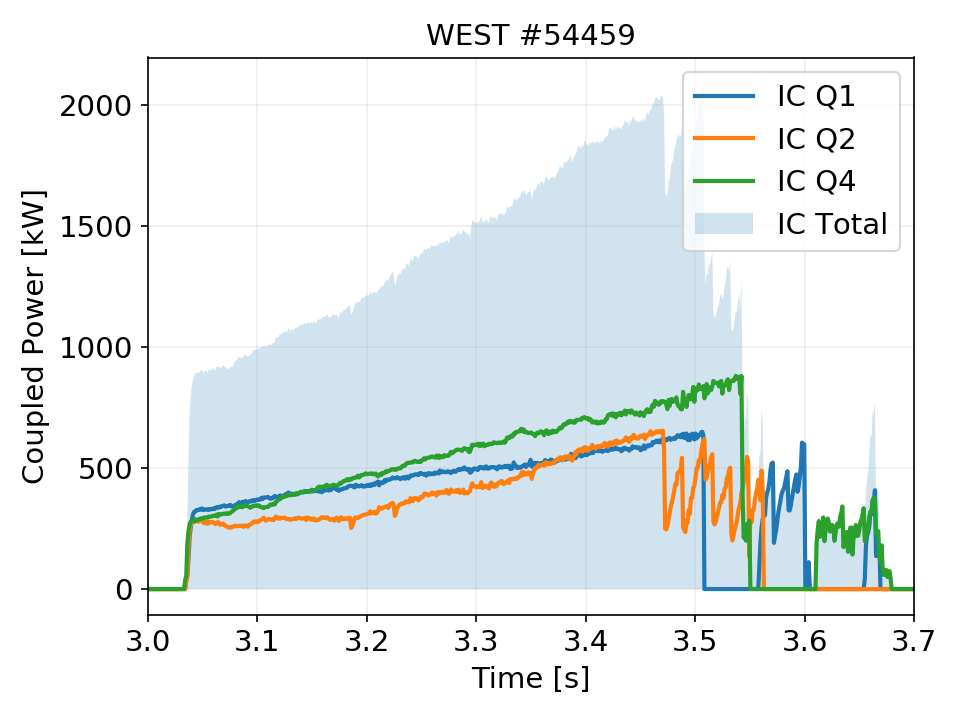 WEST #54459
Coupled Power [kW]
2000
1500
1000
500
0
IC Q1
IC Q2
IC Q4
IC Total
3.0 3.1 3.2 3.3 3.4 3.5 3.6 3.7
Time [s]